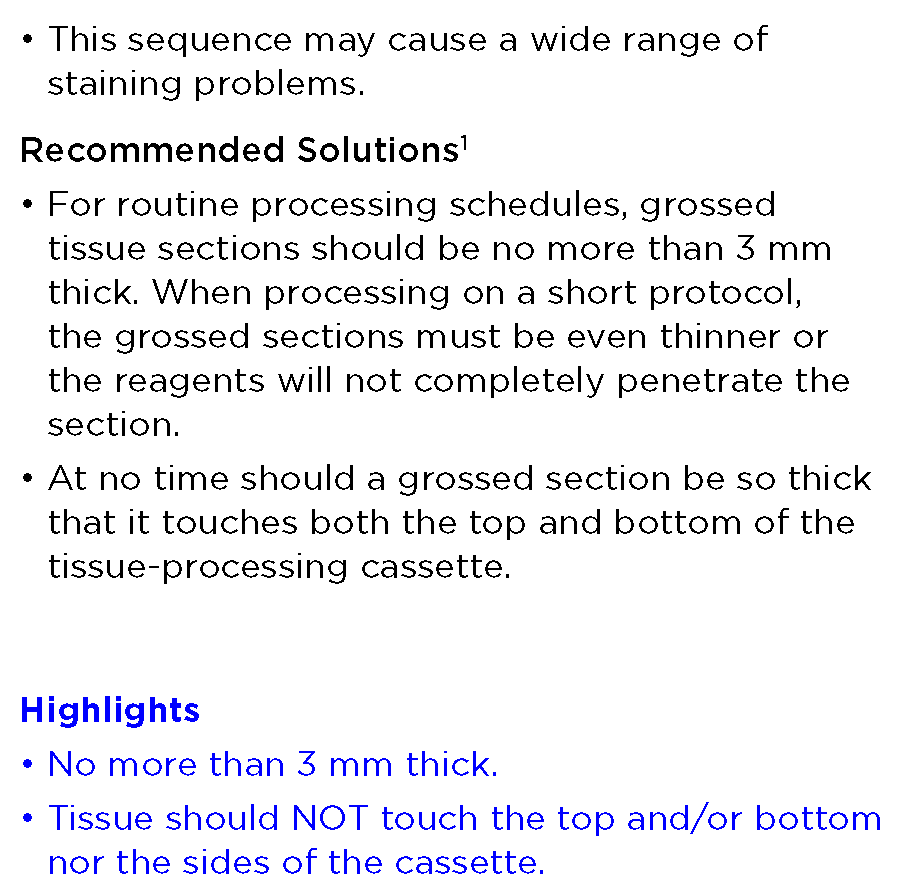 • This sequence may cause a wide range of
staining problems.
Recommended Solutions¹
• For routine processing schedules, grossed
tissue sections should be no more than 3 mm
thick. When processing on a short protocol,
the grossed sections must be even thinner or
the reagents will not completely penetrate the
section.
• At no time should a grossed section be so thick
that it touches both the top and bottom of the
tissue-processing cassette.
Highlights
• No more than 3 mm thick.
• Tissue should NOT touch the top and/or bottom
nor the sides of the cassette.